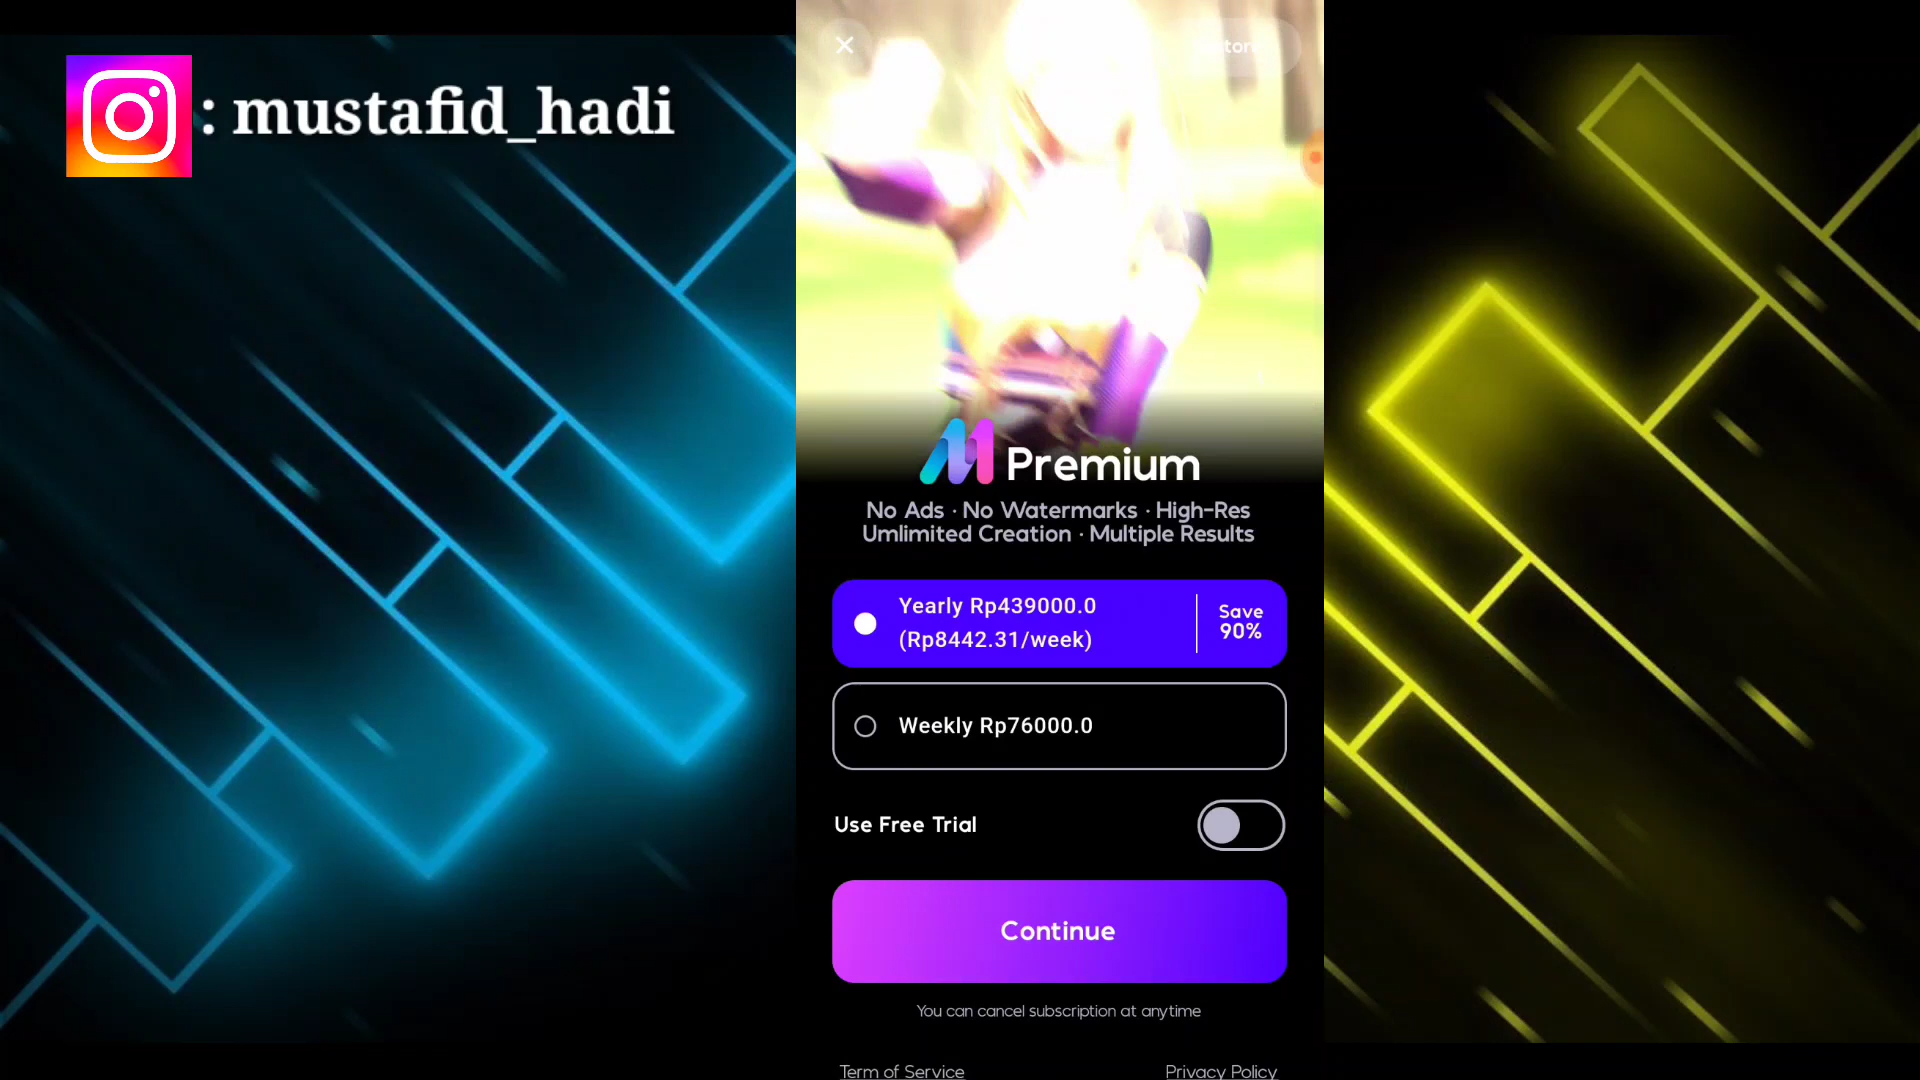 : mustafid_hadi
Premium
No Ads · No Watermarks · High-Res
Umlimited Creation · Multiple Results
Yearly Rp439000.0
(Rp8442.31/week)
Save
90%
Weekly Rp76000.0
Use Free Trial
Continue
You can cancel subscription at anytime
Term of Service
Privacy Policy